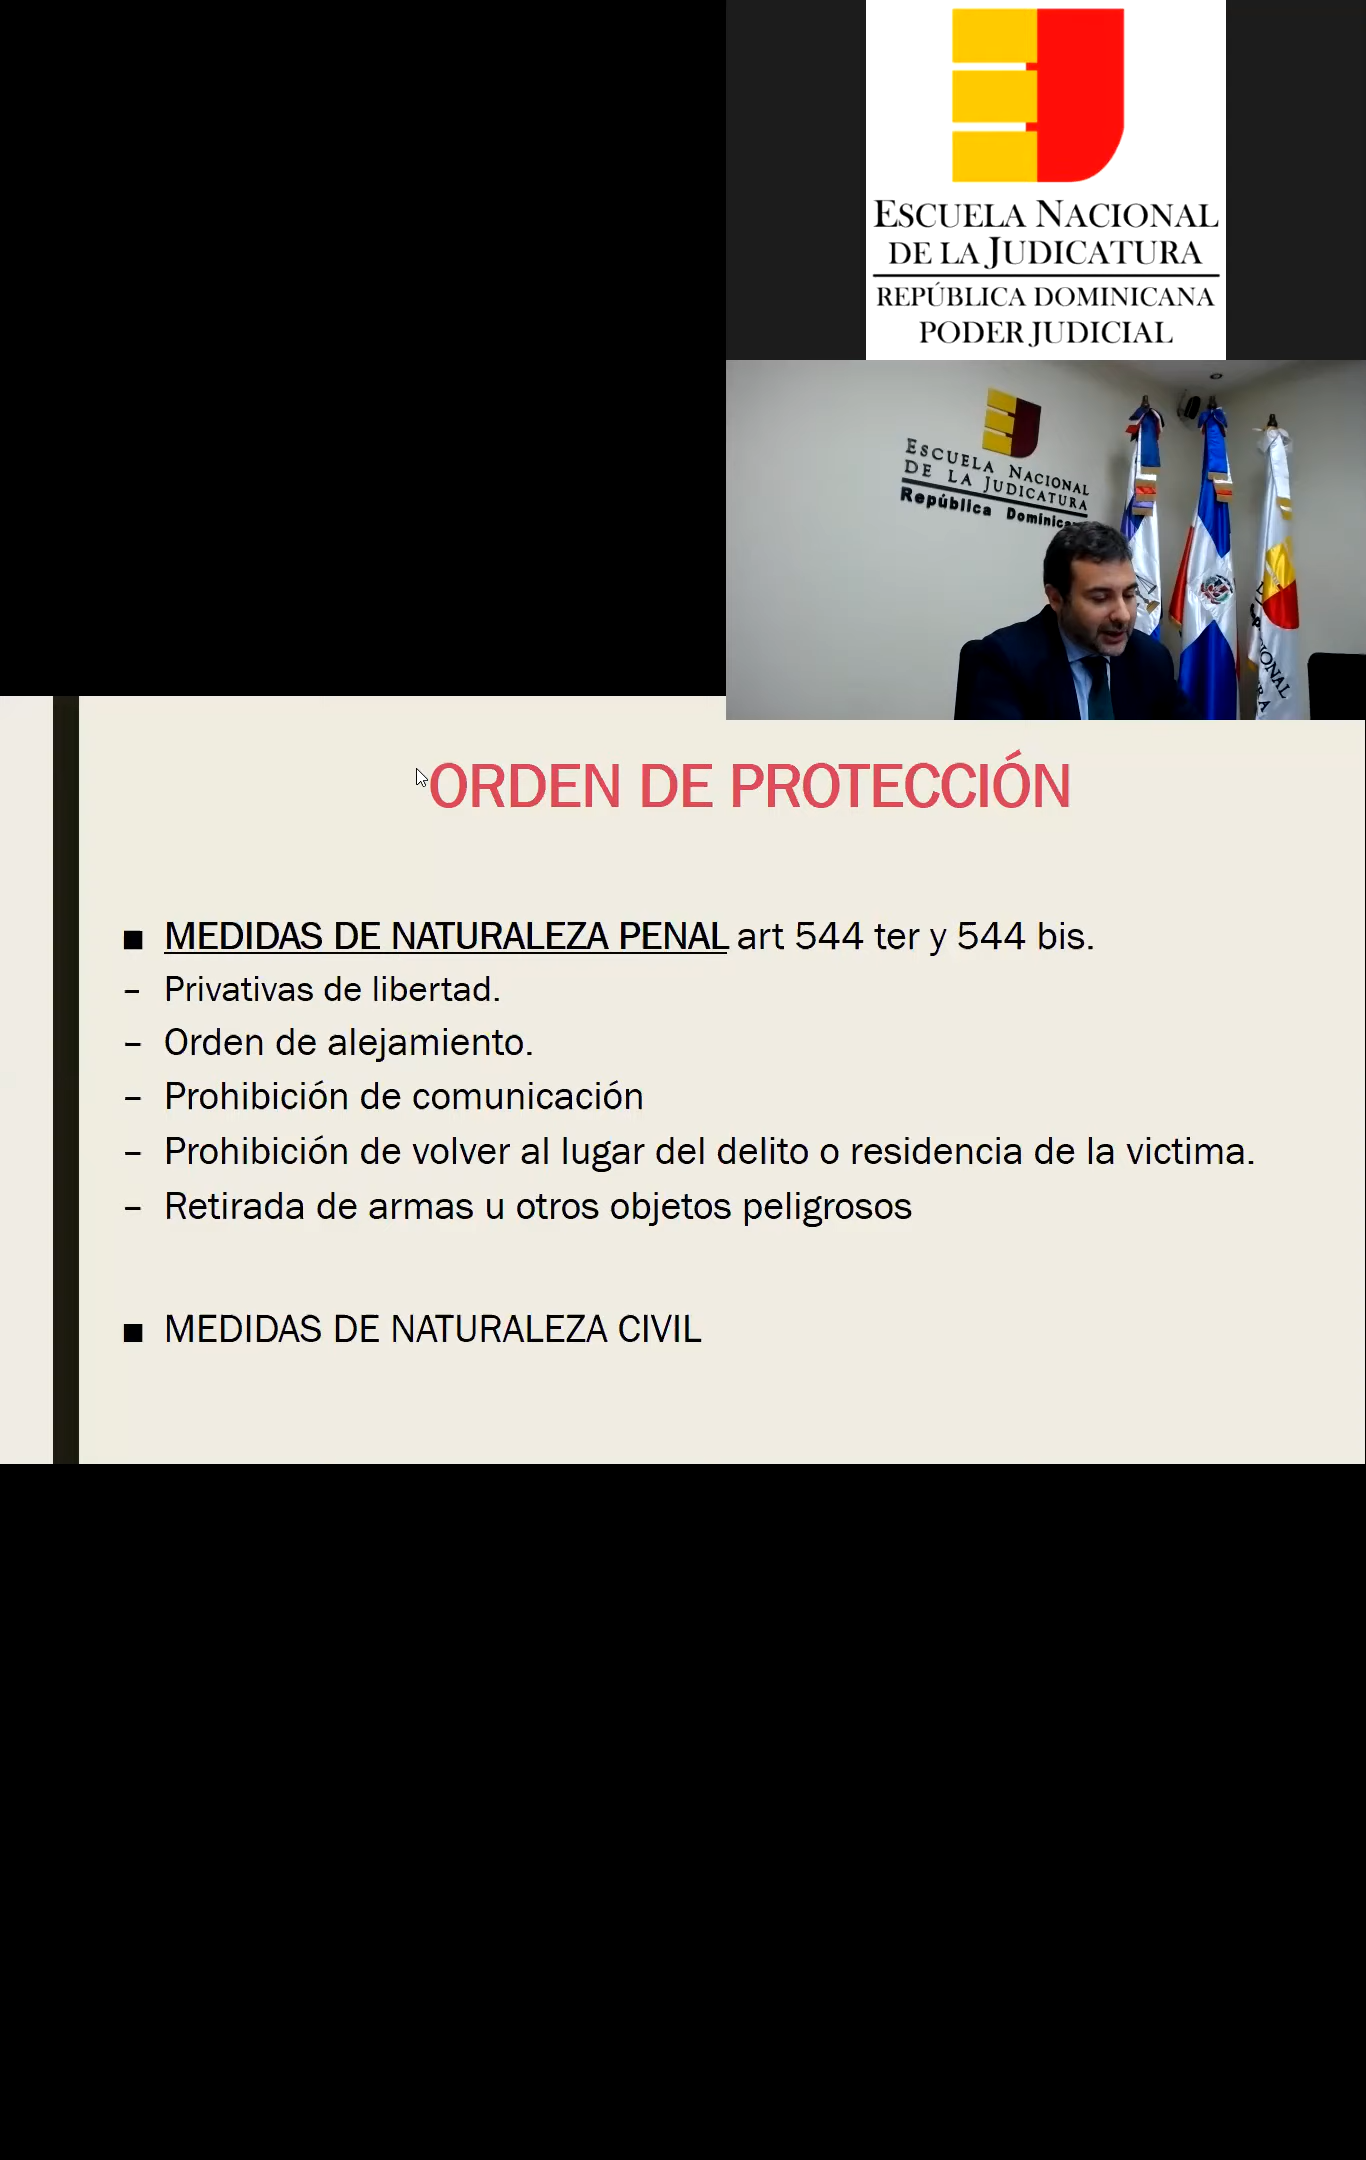 ESCUELA NACIONAL
DE LA JUDICATURA
REPÚBLICA DOMINICANA
PODER JUDICIAL
ESCUELA NACIONAL
DE LA JUDICATURA
República
ORDEN DE PROTECCIÓN
■ MEDIDAS DE NATURALEZA PENAL art 544 ter y 544 bis.
– Privativas de libertad.
– Orden de alejamiento.
– Prohibición de comunicación
– Prohibición de volver al lugar del delito o residencia de la victima.
– Retirada de armas u otros objetos peligrosos
■ MEDIDAS DE NATURALEZA CIVIL